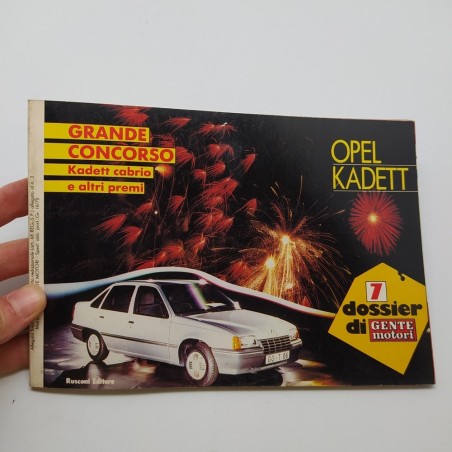 GRANDE
CONCORSO
Kadett cabrio
e altri premi
OPEL
KADETT
7
dossier
di GENTE
motori
Rusconi Editore